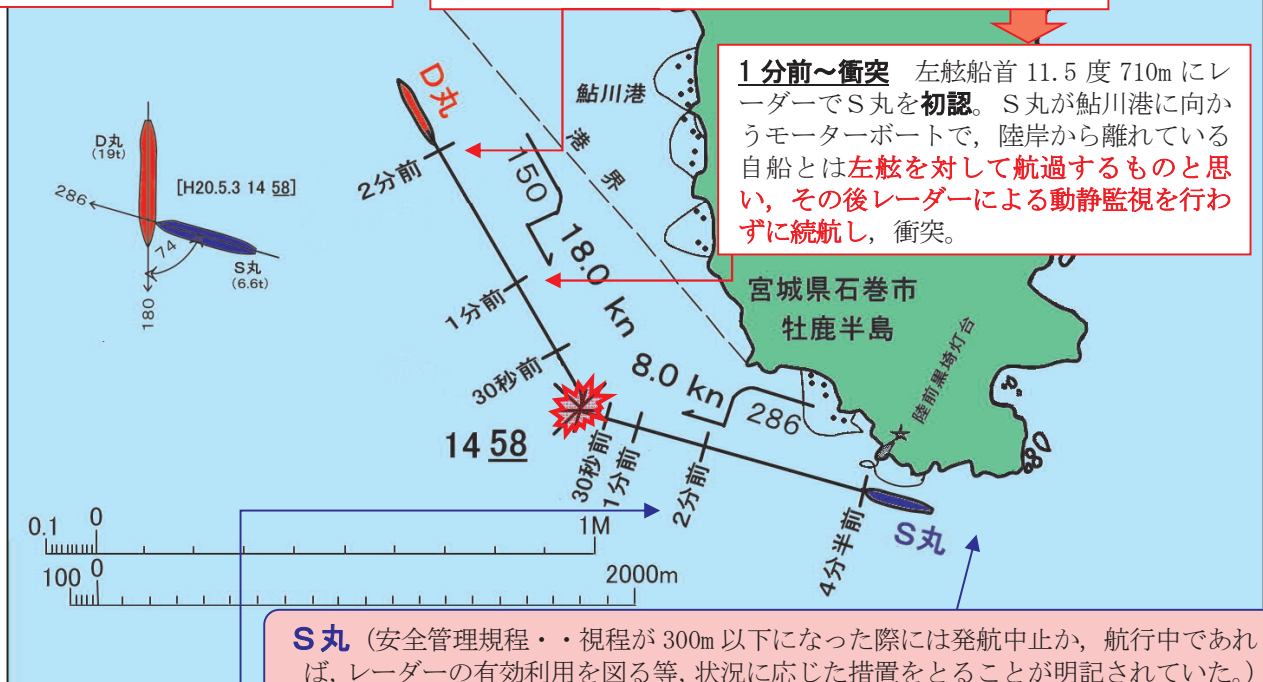 1 分前～衝突　左舷船首 11.5 度 710m にレ
ーダーでＳ丸を初認。Ｓ丸が鮎川港に向か
うモーターボートで，陸岸から離れている
自船とは左舷を対して航過するものと思
い，その後レーダーによる動静監視を行わ
ずに続航し，衝突。
D丸
鮎川港
港界
2分前
150
18.0 kn
1分前
30秒前
D丸
(19t)
286
[H20.5.3 14 58]
74
S丸
(6.6t)
180
宮城県石巻市
牡鹿半島
陸前黒埼灯台
8.0 kn
286
14 58
30秒前
1分前
2分前
4分半前
S丸
0.1 0 1M
100 0 2000m
Ｓ丸（安全管理規程・・視程が 300m 以下になった際には発航中止か，航行中であれ
ば，レーダーの有効利用を図る等，状況に応じた措置をとることが明記されていた。）